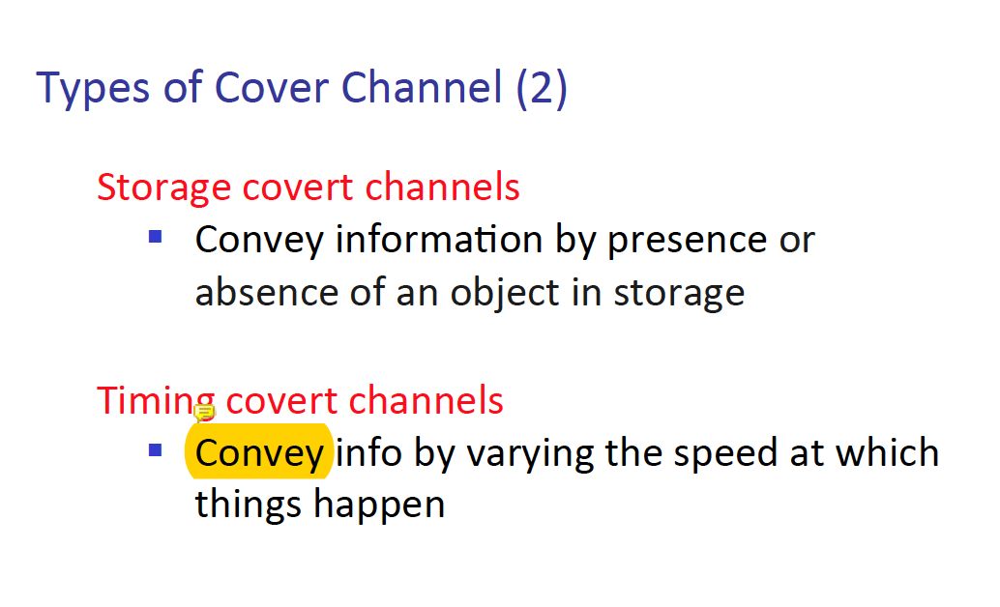 Types of Cover Channel (2)
Storage covert channels
▪ Convey information by presence or
absence of an object in storage
Timing covert channels
▪ Convey info by varying the speed at which
things happen